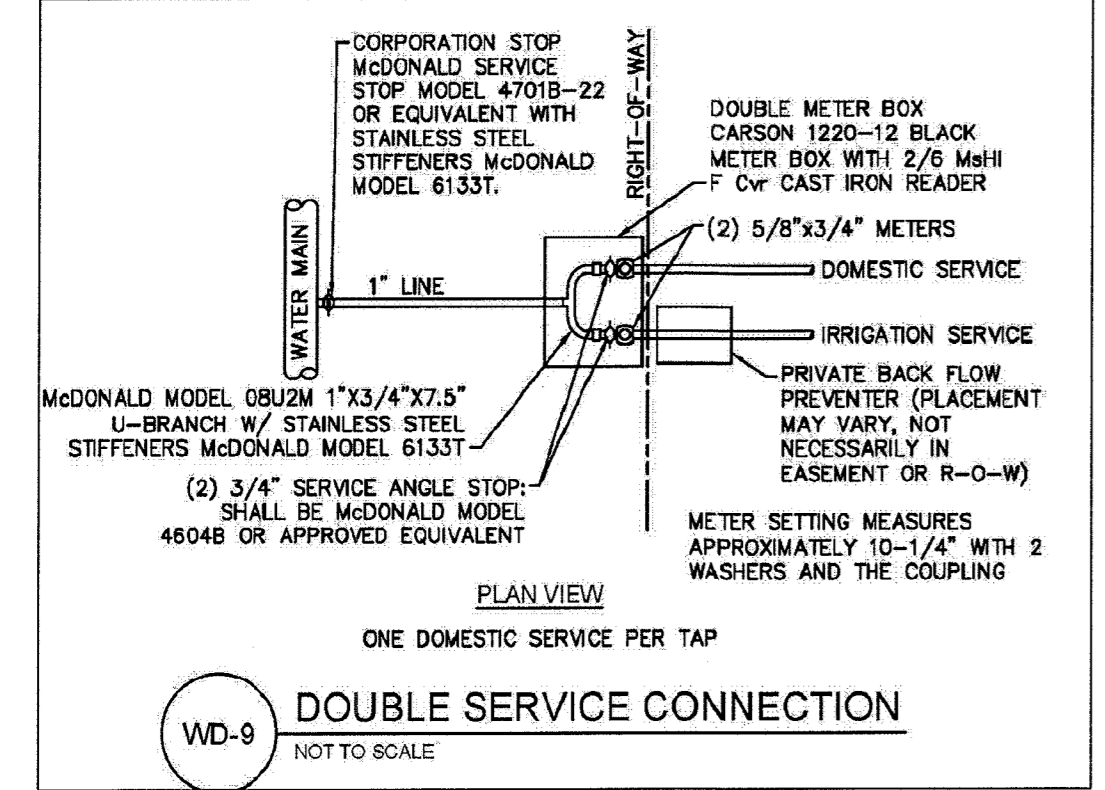 CORPORATION STOP
McDONALD SERVICE
STOP MODEL 4701B-22
OR EQUIVALENT WITH
STAINLESS STEEL
STIFFENERS McDONALD
MODEL 6133T.
RIGHT-OF-WAY
DOUBLE METER BOX
CARSON 1220-12 BLACK
METER BOX WITH 2/6 MsHI
F Cvr CAST IRON READER
(2) 5/8"x3/4" METERS
WATER MAIN
1" LINE
DOMESTIC SERVICE
IRRIGATION SERVICE
McDONALD MODEL 08U2M 1"X3/4"X7.5"
U-BRANCH W/ STAINLESS STEEL
STIFFENERS McDONALD MODEL 6133T
PRIVATE BACK FLOW
PREVENTER (PLACEMENT
MAY VARY, NOT
NECESSARILY IN
EASEMENT OR R-O-W)
(2) 3/4" SERVICE ANGLE STOP:
SHALL BE McDONALD MODEL
4604B OR APPROVED EQUIVALENT
METER SETTING MEASURES
APPROXIMATELY 10-1/4" WITH 2
WASHERS AND THE COUPLING
PLAN VIEW
ONE DOMESTIC SERVICE PER TAP
WD-9
DOUBLE SERVICE CONNECTION
NOT TO SCALE